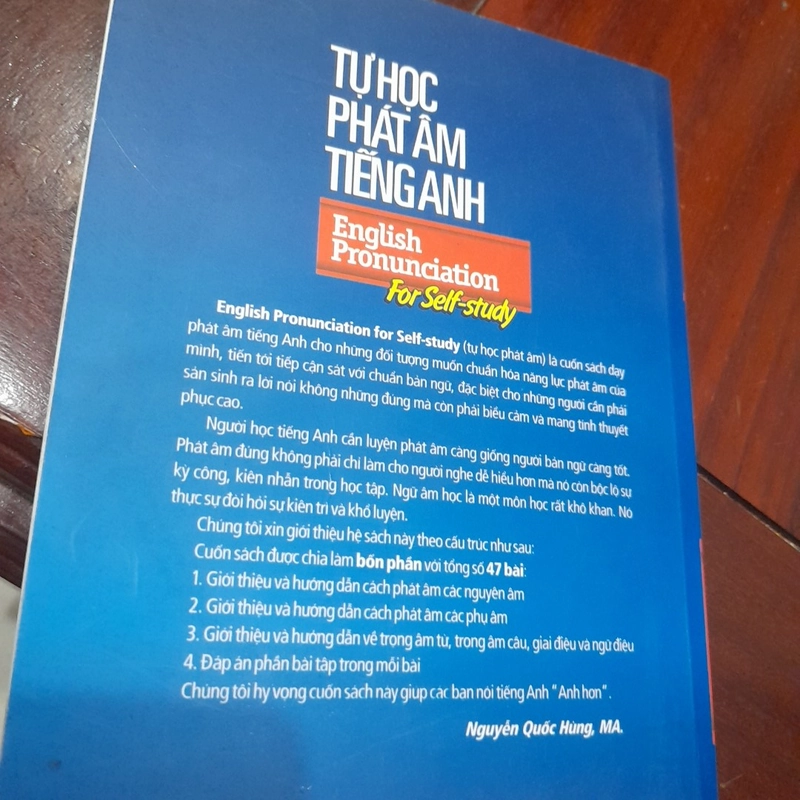 TỰ HỌC
PHÁT ÂM
TIẾNG ANH
English
Pronunciation
For Self-study
English Pronunciation for Self-study (tự học phát âm) là cuốn sách dạy
phát âm tiếng Anh cho những đối tượng muốn chuẩn hóa năng lực phát âm của
mình, tiến tới tiếp cận sát với chuẩn bản ngữ, đặc biệt cho những người cần phải
sản sinh ra lời nói không những đúng mà còn phải biểu cảm và mang tính thuyết
phục cao.
Người học tiếng Anh cần luyện phát âm càng giống người bản ngữ càng tốt.
Phát âm đúng không phải chỉ làm cho người nghe dễ hiểu hơn mà nó còn bộc lộ sự
kỳ công, kiên nhẫn trong học tập. Ngữ âm học là một môn học rất khó khan. Nó
thực sự đòi hỏi sự kiên trì và khổ luyện.
Chúng tôi xin giới thiệu hệ sách này theo cấu trúc như sau:
Cuốn sách được chia làm bốn phần với tổng số 47 bài:
1. Giới thiệu và hướng dẫn cách phát âm các nguyên âm
2. Giới thiệu và hướng dẫn cách phát âm các phụ âm
3. Giới thiệu và hướng dẫn về trọng âm từ, trọng âm câu, giai điệu và ngữ điệu
4. Đáp án phần bài tập trong mỗi bài
Chúng tôi hy vọng cuốn sách này giúp các bạn nói tiếng Anh "Anh hơn".
Nguyễn Quốc Hùng, MA.